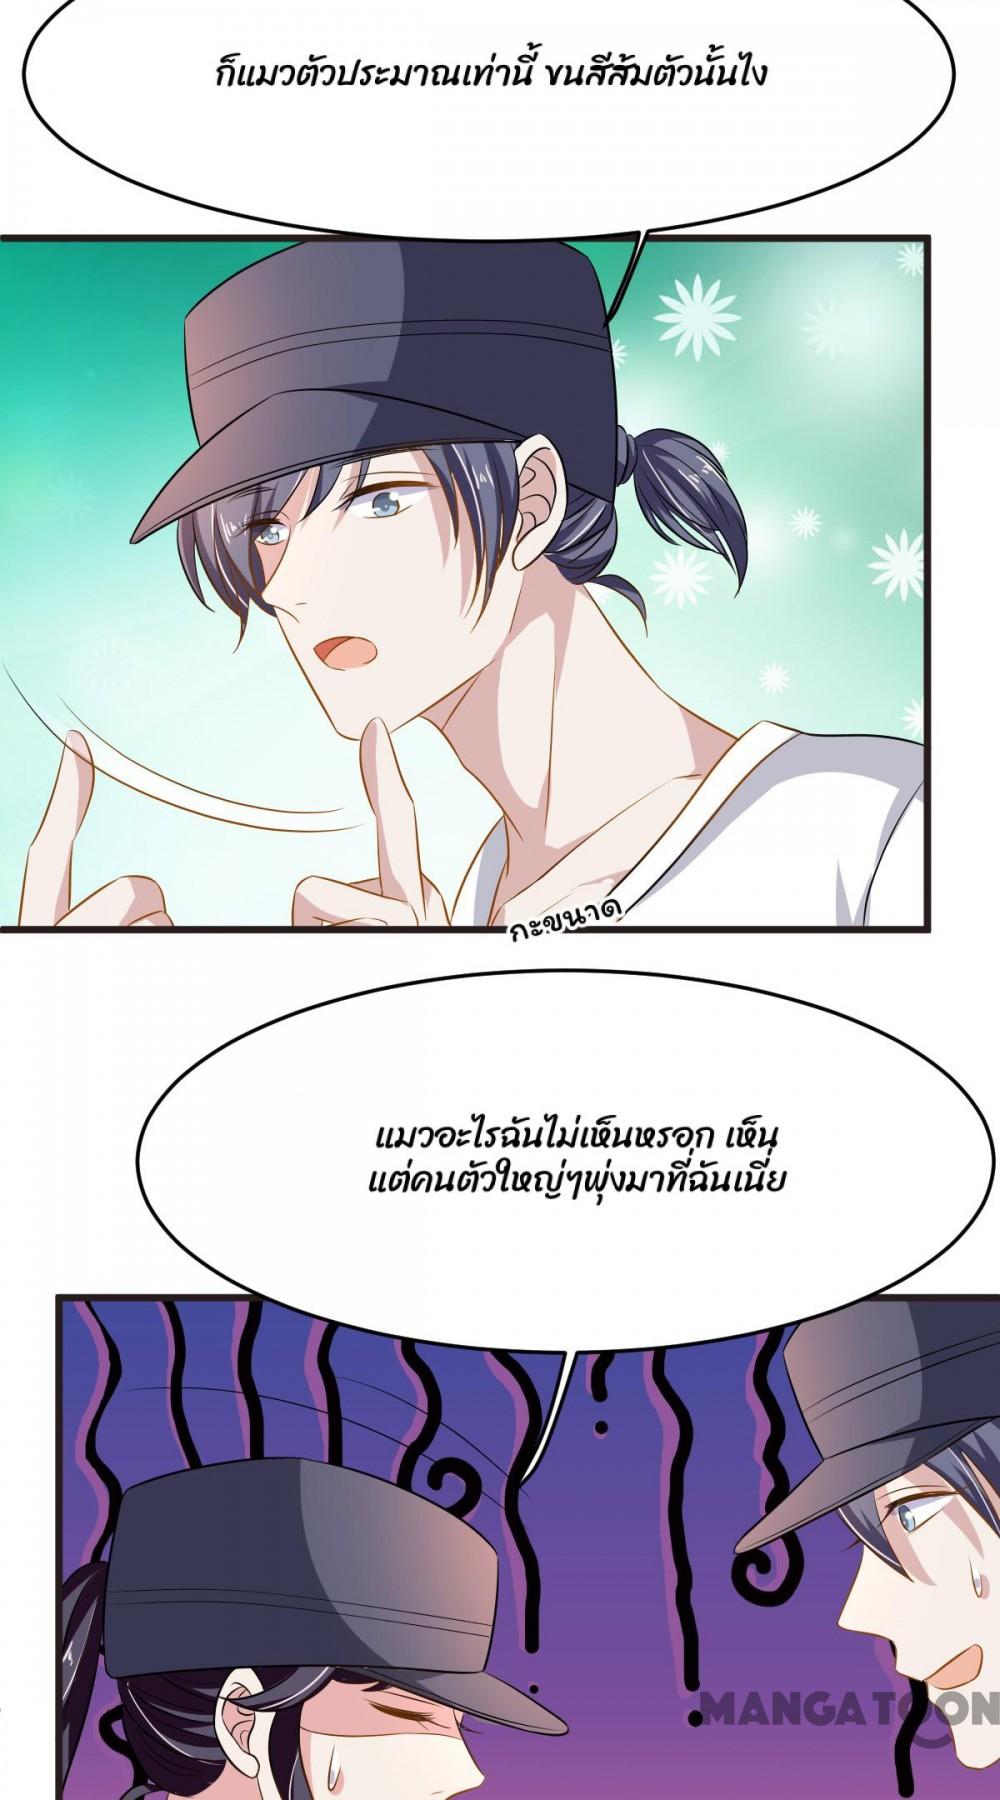 ก็แมวตัวประมาณเท่านี้ ขนสีส้มตัวนั้นไง
กะขนาด
แมวอะไรฉันไม่เห็นหรอก เห็น
แต่คนตัวใหญ่ๆพุ่งมาที่ฉันเนี่ย
MANGATOON